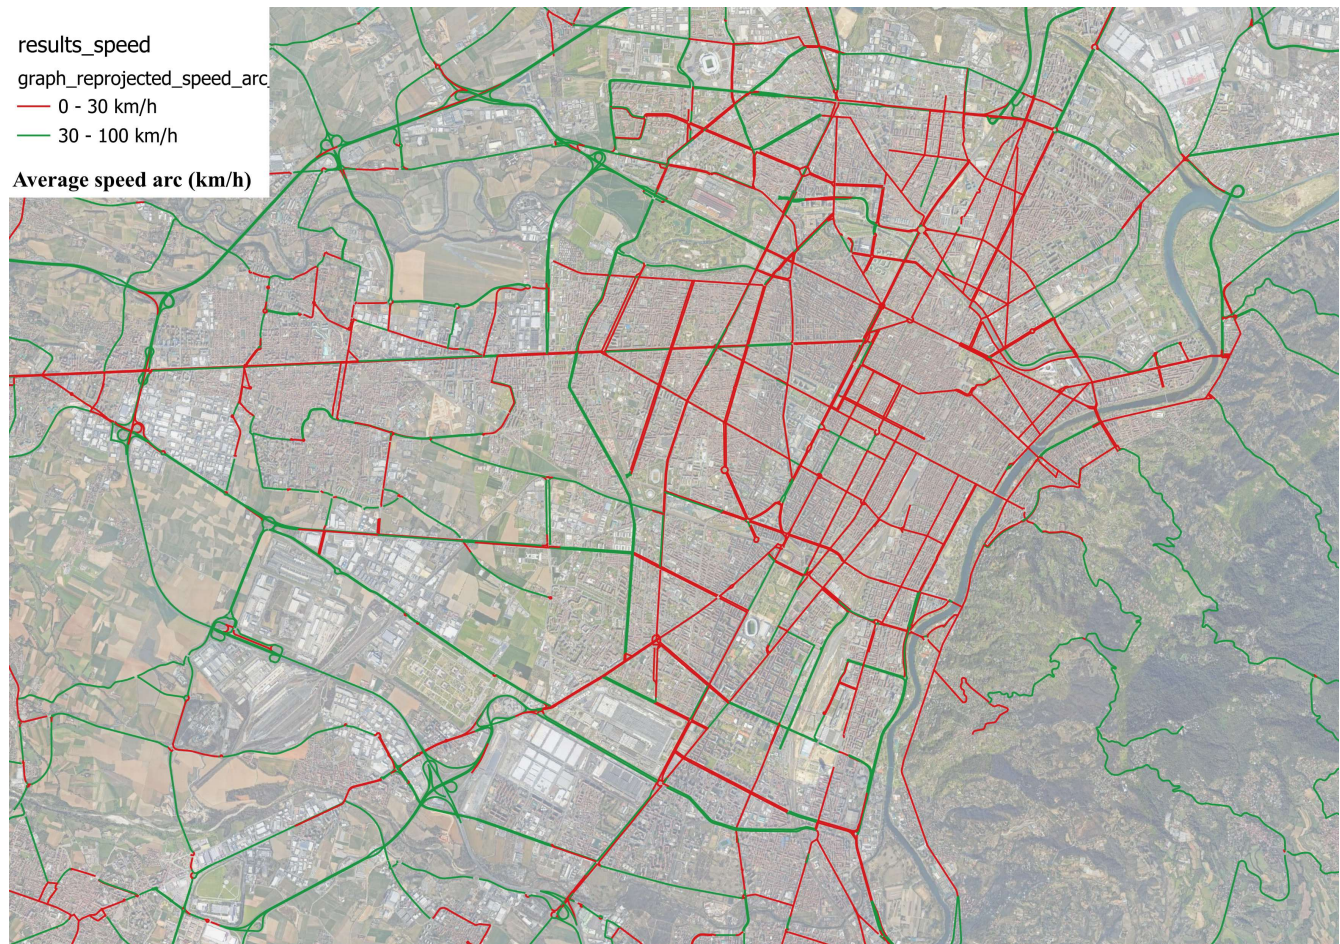 results_speed
graph_reprojected_speed_arc_
0 - 30 km/h
30 - 100 km/h
Average speed arc (km/h)